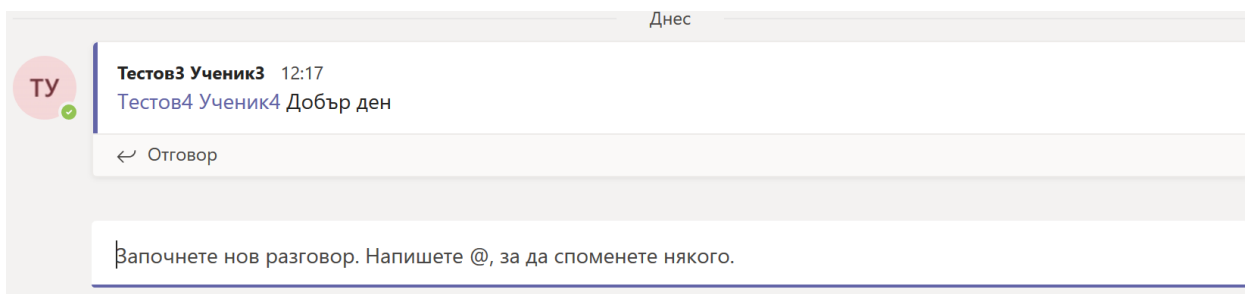 Днес
ТУ
Тестов3 Ученик3 12:17
Тестов4 Ученик4 Добър ден
Отговор
Започнете нов разговор. Напишете @, за да споменете някого.